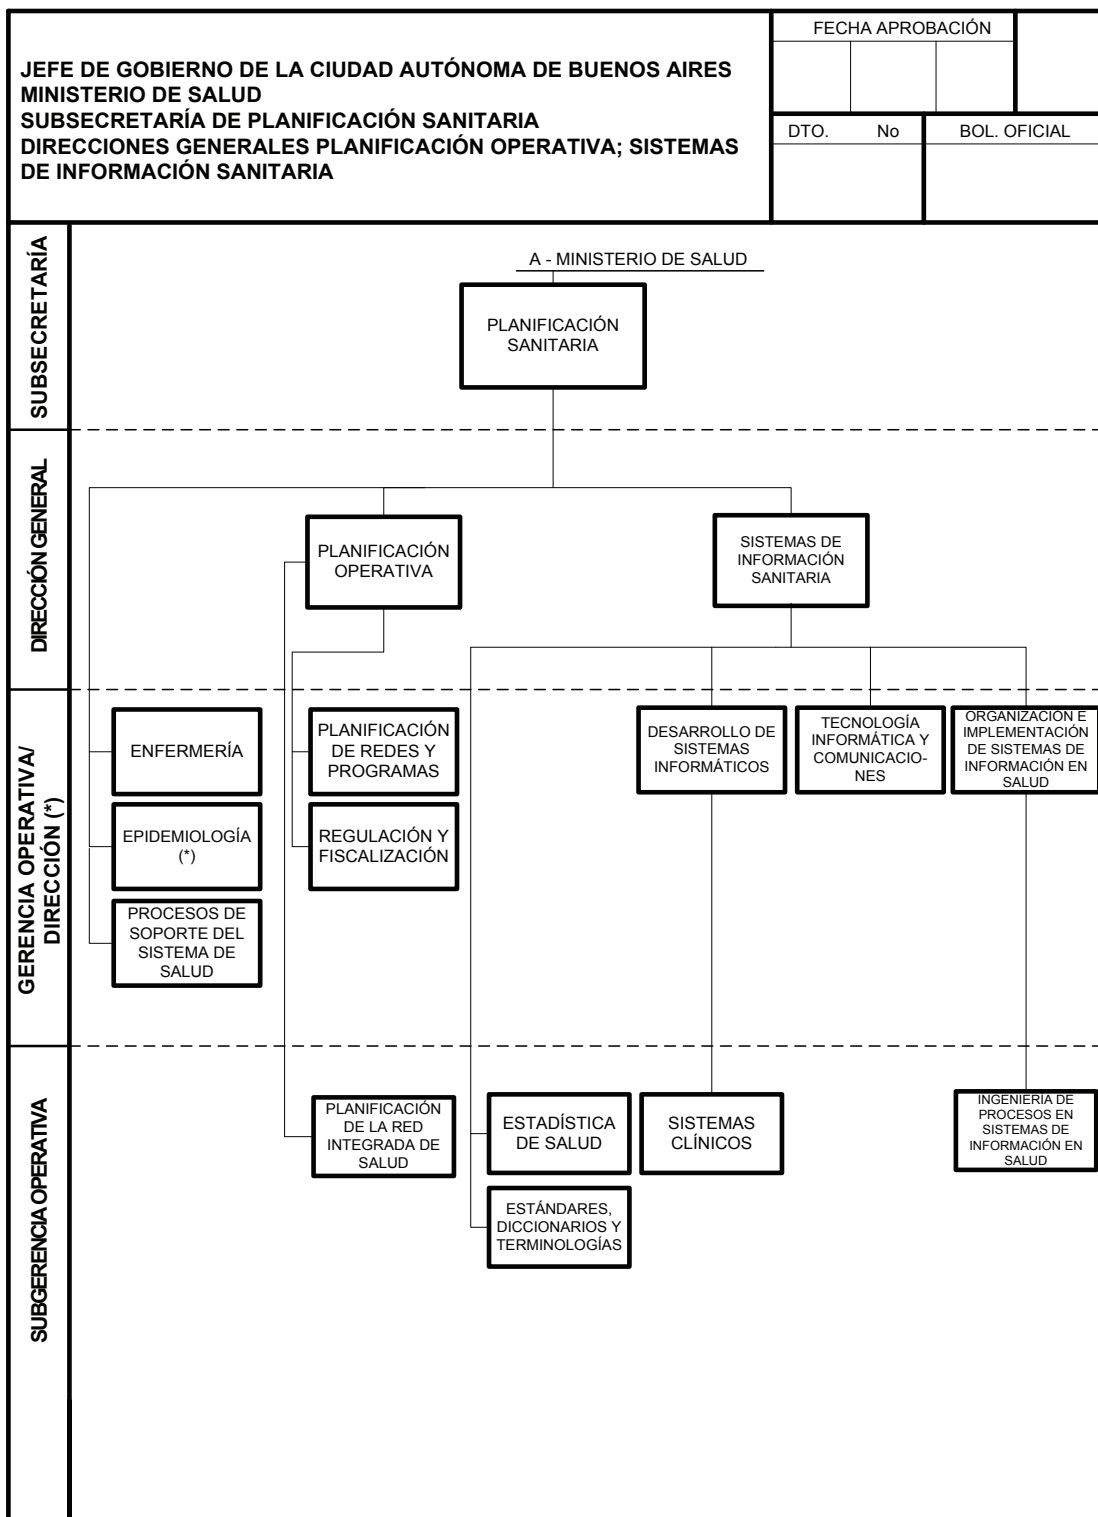 JEFE DE GOBIERNO DE LA CIUDAD AUTÓNOMA DE BUENOS AIRES
MINISTERIO DE SALUD
SUBSECRETARÍA DE PLANIFICACIÓN SANITARIA
DIRECCIONES GENERALES PLANIFICACIÓN OPERATIVA; SISTEMAS
DE INFORMACIÓN SANITARIA
FECHA APROBACIÓN
DTO. No
BOL. OFICIAL
SUBSECRETARÍA
A - MINISTERIO DE SALUD
PLANIFICACIÓN
SANITARIA
DIRECCIÓN GENERAL
PLANIFICACIÓN
OPERATIVA
SISTEMAS DE
INFORMACIÓN
SANITARIA
GERENCIA OPERATIVA/
DIRECCIÓN (*)
ENFERMERÍA
EPIDEMIOLOGÍA
(*)
PROCESOS DE
SOPORTE DEL
SISTEMA DE
SALUD
PLANIFICACIÓN
DE REDES Y
PROGRAMAS
REGULACIÓN Y
FISCALIZACIÓN
DESARROLLO DE
SISTEMAS
INFORMÁTICOS
TECNOLOGÍA
INFORMÁTICA Y
COMUNICACIO-
NES
ORGANIZACIÓN E
IMPLEMENTACIÓN
DE SISTEMAS DE
INFORMACIÓN EN
SALUD
SUBGERENCIA OPERATIVA
PLANIFICACIÓN
DE LA RED
INTEGRADA DE
SALUD
ESTADÍSTICA
DE SALUD
ESTÁNDARES,
DICCIONARIOS Y
TERMINOLOGÍAS
SISTEMAS
CLÍNICOS
INGENIERIA DE
PROCESOS EN
SISTEMAS DE
INFORMACIÓN EN
SALUD